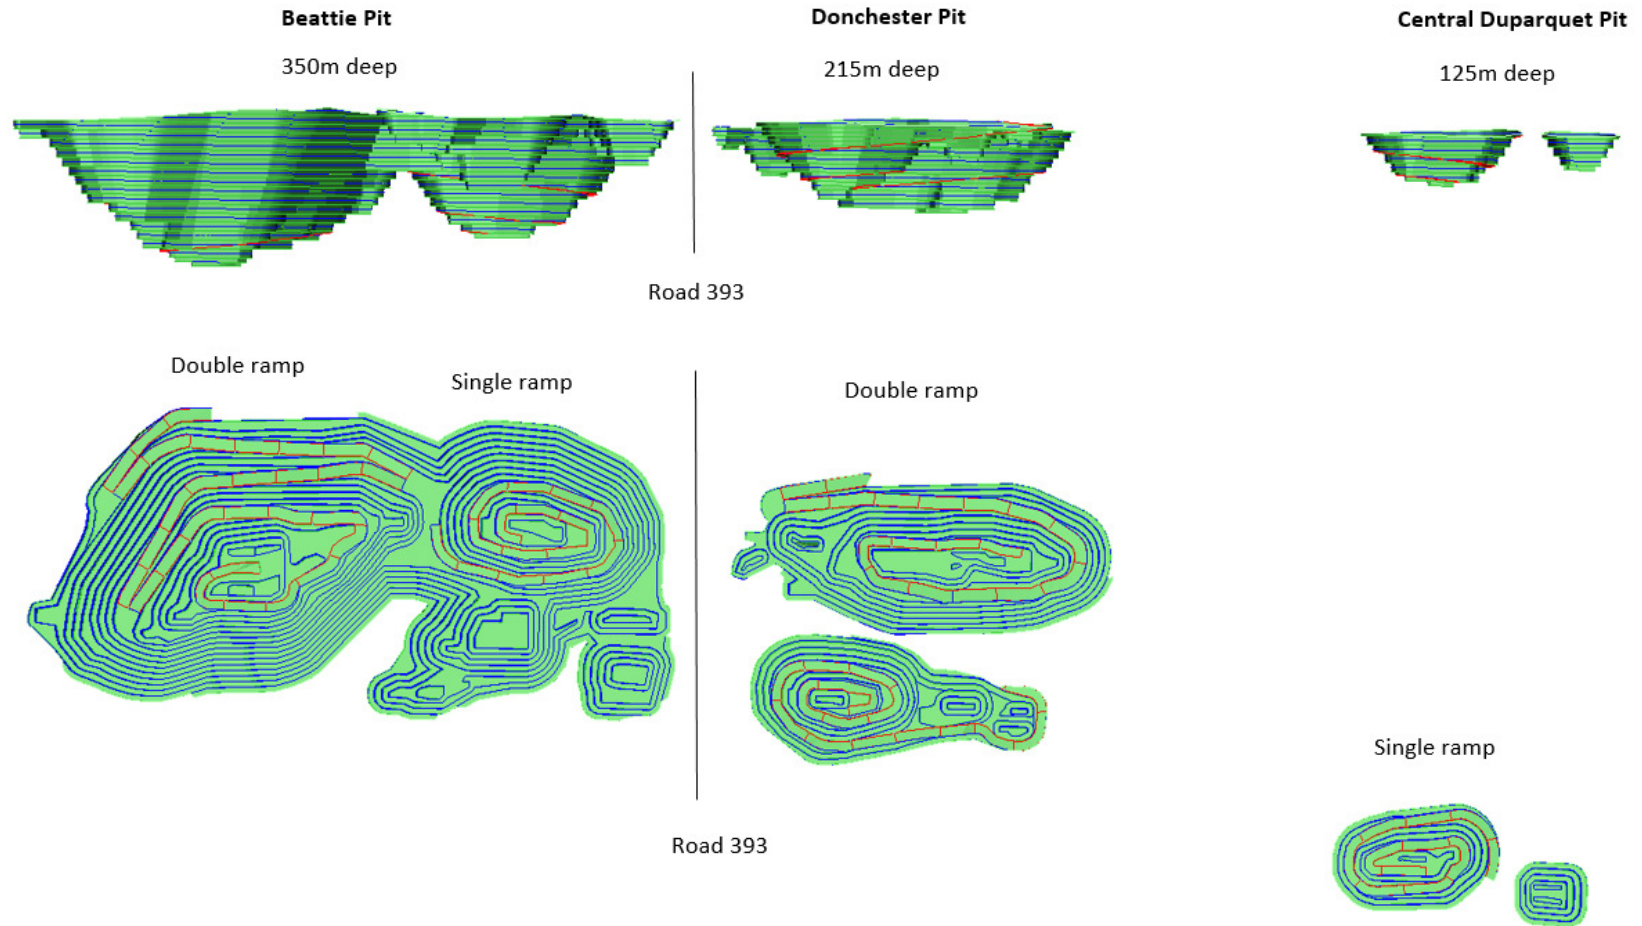 Beattie Pit
Donchester Pit
Central Duparquet Pit
350m deep
215m deep
125m deep
Road 393
Double ramp
Single ramp
Double ramp
Single ramp
Road 393